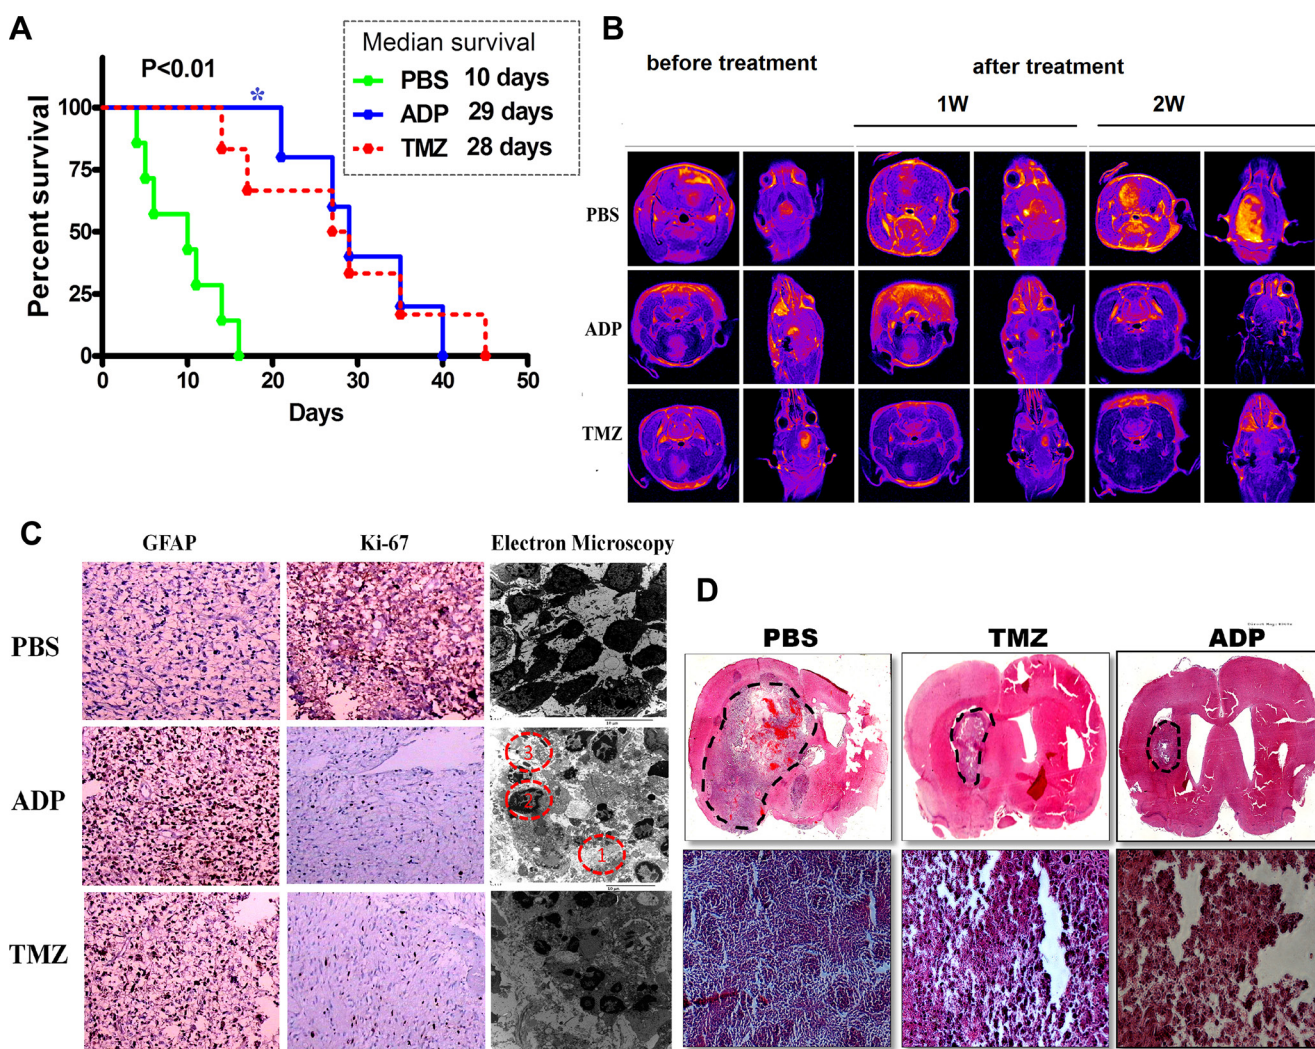 A
Median survival
PBS 10 days
ADP 29 days
TMZ 28 days
P<0.01
*
Percent survival
100
75
50
25
0
0 10 20 30 40 50
Days
B
before treatment
after treatment
1W
2W
PBS
ADP
TMZ
C
GFAP
Ki-67
Electron Microscopy
PBS
ADP
TMZ
3
2
1
D
PBS
TMZ
ADP